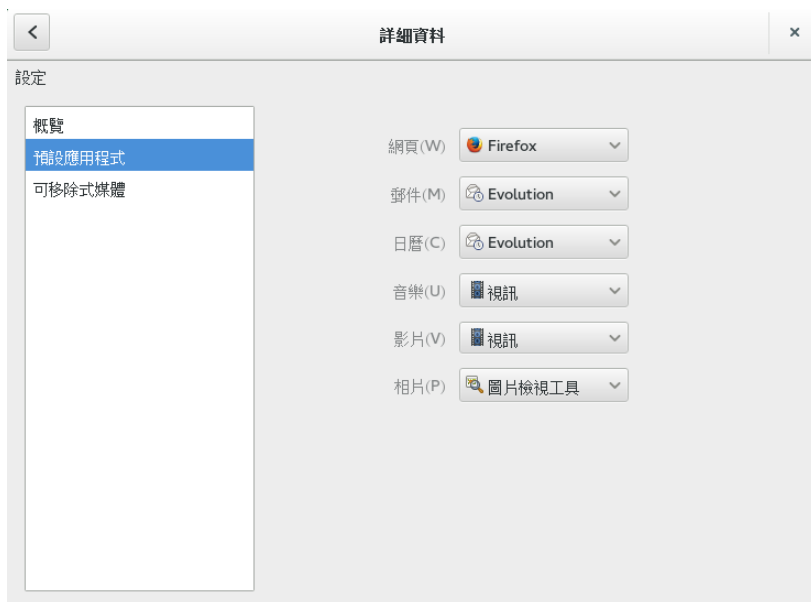 詳細資料
設定
概覽
預設應用程式
可移除式媒體
網頁(W) Firefox
郵件(M) Evolution
日曆(C) Evolution
音樂(U) 視訊
影片(V) 視訊
相片(P) 圖片檢視工具